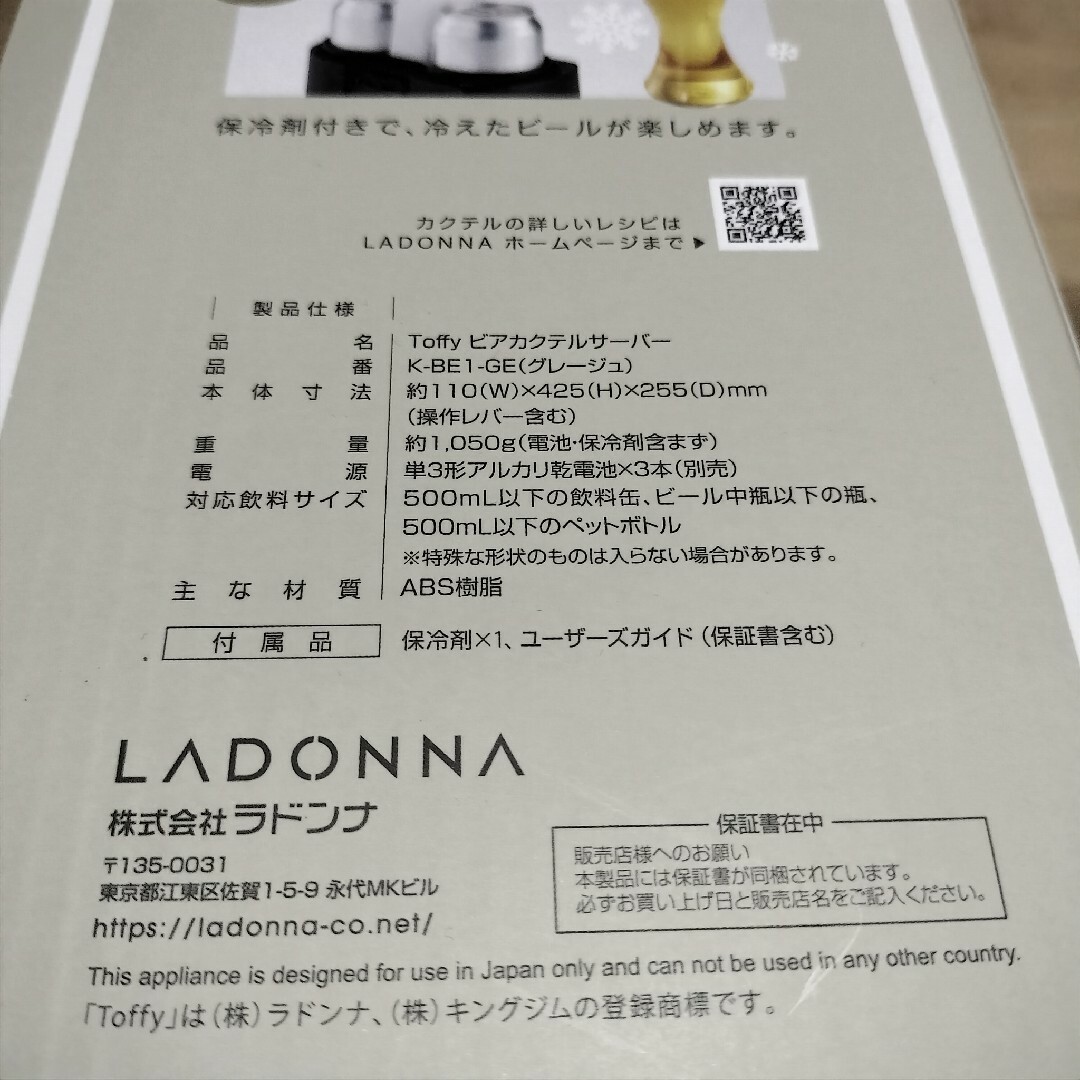 保冷剤付きで、冷えたビールが楽しめます。
カクテルの詳しいレシピは
LADONNA ホームページまで▶
製品仕様
品名 Toffy ビアカクテルサーバー
品番 K-BE1-GE(グレージュ)
本体寸法 約110(W)×425(H)×255(D)mm
(操作レバー含む)
重量 約1,050g(電池・保冷剤含まず)
電源 単3形アルカリ乾電池×3本(別売)
対応飲料サイズ 500mL以下の飲料缶、ビール中瓶以下の瓶、
500mL以下のペットボトル
※特殊な形状のものは入らない場合があります。
主な材質 ABS樹脂
付属品 保冷剤×1、ユーザーズガイド(保証書含む)
LADONNA
株式会社ラドンナ
〒135-0031
東京都江東区佐賀1-5-9 永代MKビル
https://ladonna-co.net/
保証書在中
販売店様へのお願い
本製品には保証書が同梱されています。
必ずお買い上げ日と販売店名をご記入ください。
This appliance is designed for use in Japan only and can not be used in any other country.
「Toffy」は(株)ラドンナ、(株)キングジムの登録商標です。